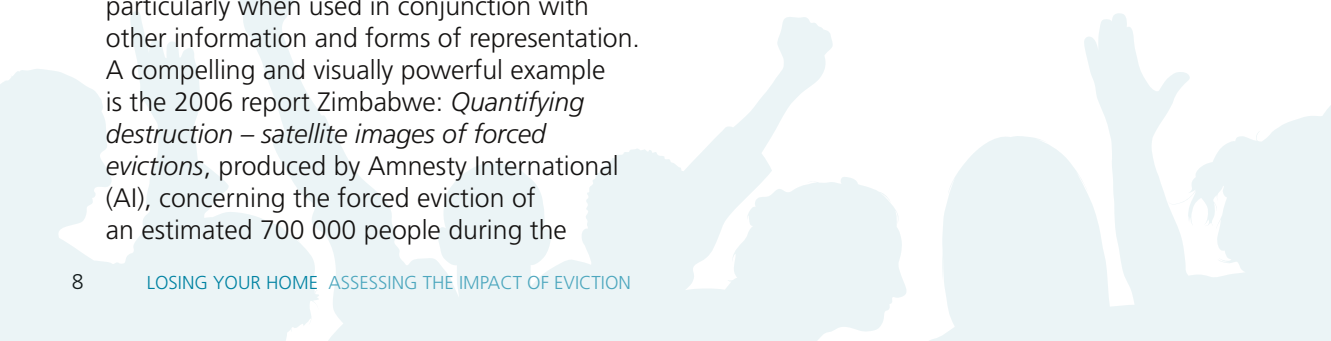 particularly when used in conjunction with
other information and forms of representation.
A compelling and visually powerful example
is the 2006 report Zimbabwe: Quantifying
destruction – satellite images of forced
evictions, produced by Amnesty International
(AI), concerning the forced eviction of
an estimated 700 000 people during the
8 LOSING YOUR HOME ASSESSING THE IMPACT OF EVICTION